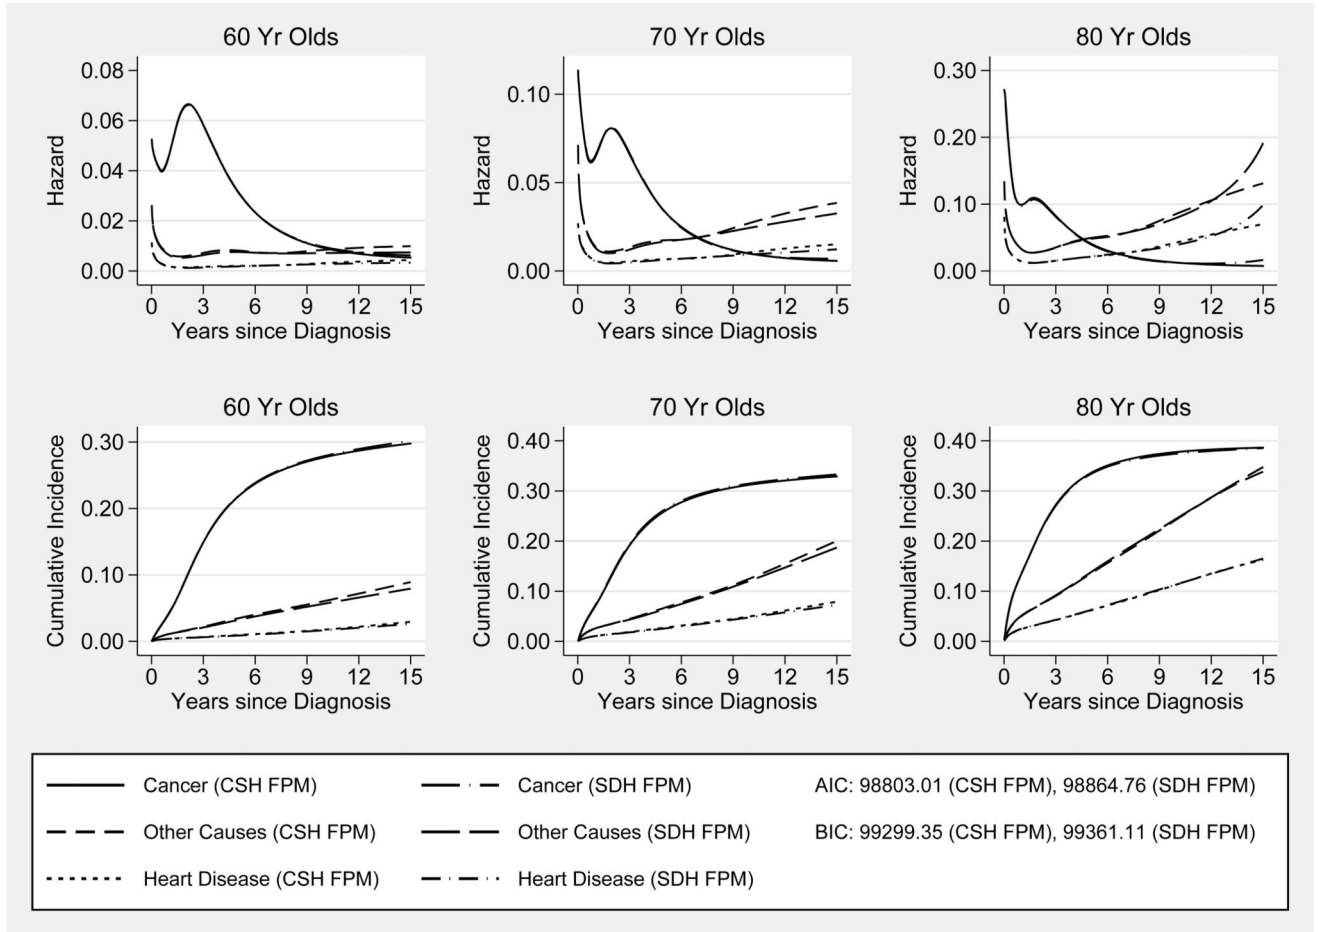 60 Yr Olds
Hazard
0.08
0.06
0.04
0.02
0.00
0 3 6 9 12 15
Years since Diagnosis
70 Yr Olds
Hazard
0.10
0.05
0.00
0 3 6 9 12 15
Years since Diagnosis
80 Yr Olds
Hazard
0.30
0.20
0.10
0.00
0 3 6 9 12 15
Years since Diagnosis
60 Yr Olds
Cumulative Incidence
0.30
0.20
0.10
0.00
0 3 6 9 12 15
Years since Diagnosis
70 Yr Olds
Cumulative Incidence
0.40
0.30
0.20
0.10
0.00
0 3 6 9 12 15
Years since Diagnosis
80 Yr Olds
Cumulative Incidence
0.40
0.30
0.20
0.10
0.00
0 3 6 9 12 15
Years since Diagnosis
Cancer (CSH FPM) Cancer (SDH FPM) AIC: 98803.01 (CSH FPM), 98864.76 (SDH FPM)
Other Causes (CSH FPM) Other Causes (SDH FPM) BIC: 99299.35 (CSH FPM), 99361.11 (SDH FPM)
Heart Disease (CSH FPM) Heart Disease (SDH FPM)